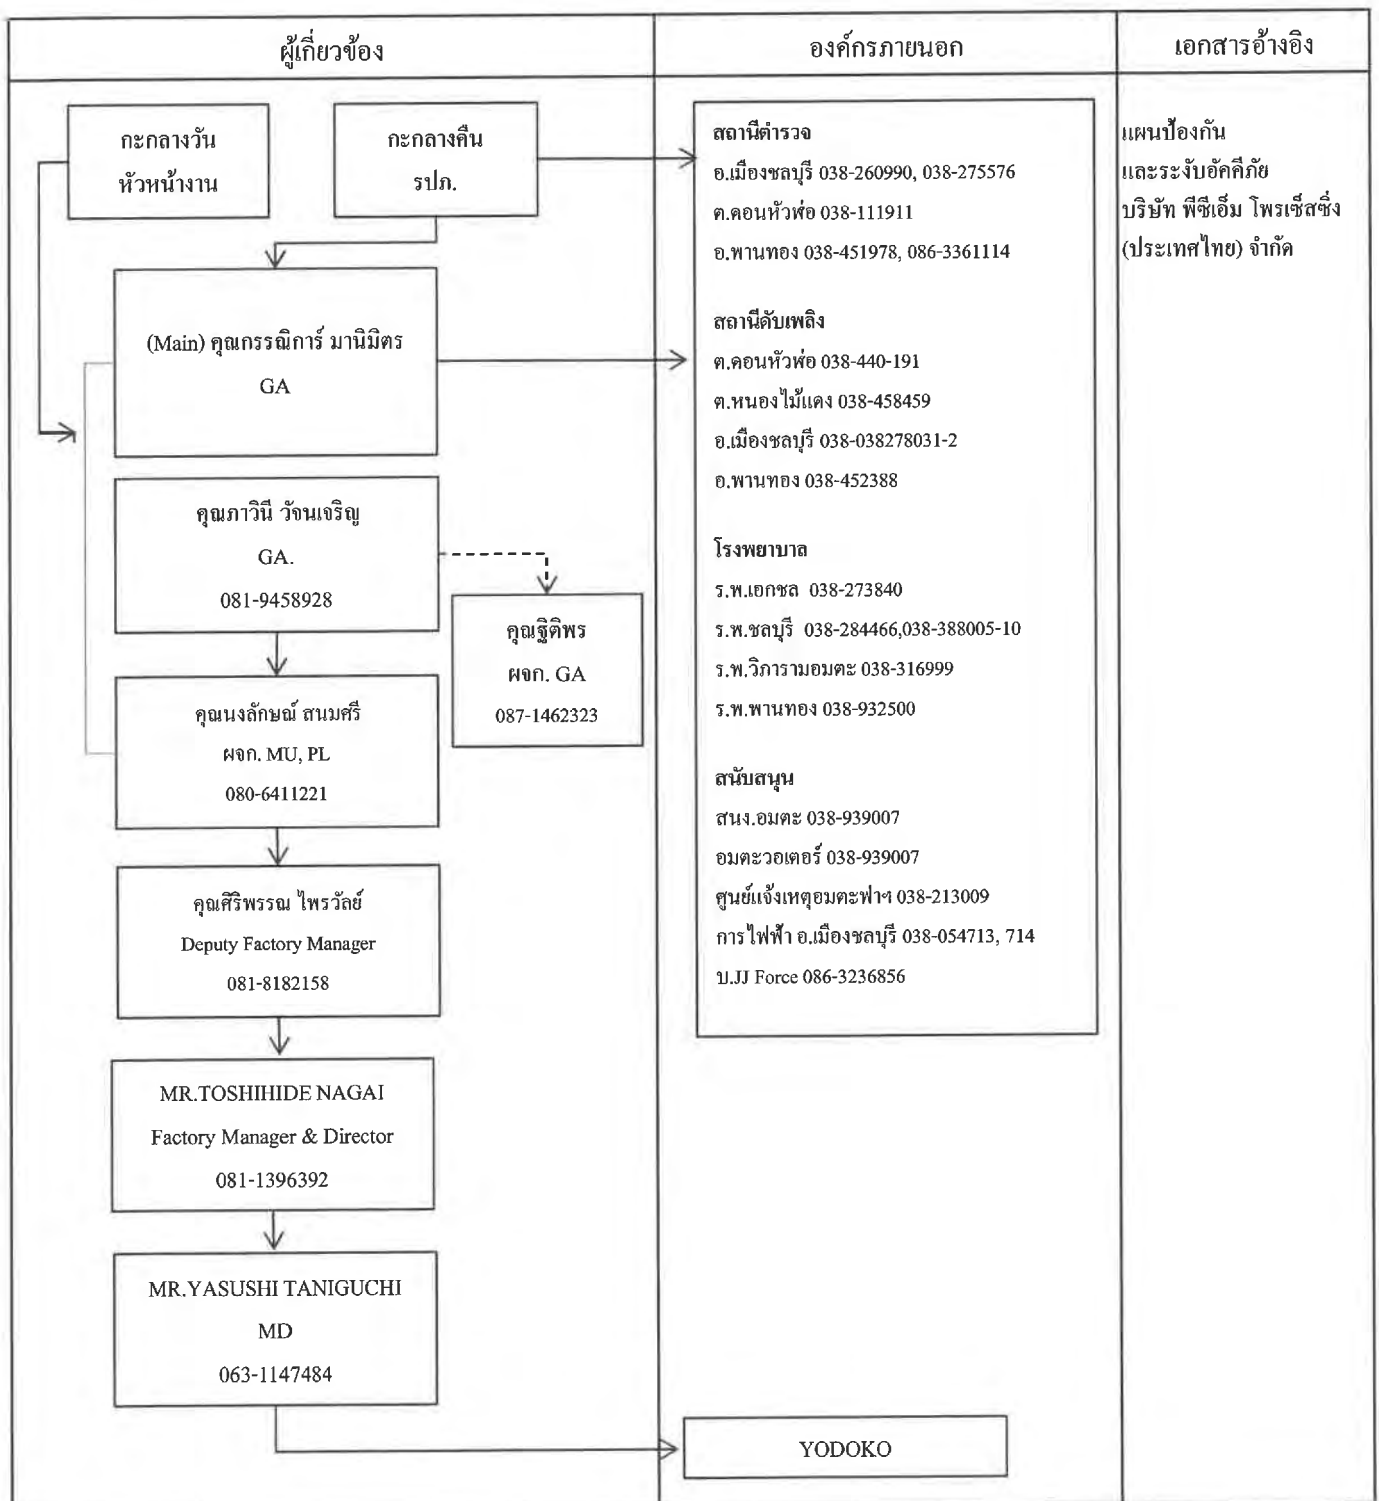 ผู้เกี่ยวข้อง
องค์กรภายนอก
เอกสารอ้างอิง
กะกลางวัน
หัวหน้างาน
กะกลางคืน
รปภ.
(Main) คุณกรรณิการ์ มานิมิตร
GA
คุณภาวินี วัจนเจริญ
GA.
081-9458928
คุณฐิติพร
ผจก. GA
087-1462323
คุณนงลักษณ์ สนมศรี
ผจก. MU, PL
080-6411221
คุณศิริพรรณ ไพรวัลย์
Deputy Factory Manager
081-8182158
MR.TOSHIHIDE NAGAI
Factory Manager & Director
081-1396392
MR.YASUSHI TANIGUCHI
MD
063-1147484
สถานีตำรวจ
อ.เมืองชลบุรี 038-260990, 038-275576
ต.ดอนหัวฬ่อ 038-111911
อ.พานทอง 038-451978, 086-3361114
สถานีดับเพลิง
ต.ดอนหัวฬ่อ 038-440-191
ต.หนองไม้แดง 038-458459
อ.เมืองชลบุรี 038-038278031-2
อ.พานทอง 038-452388
โรงพยาบาล
ร.พ.เอกชล 038-273840
ร.พ.ชลบุรี 038-284466,038-388005-10
ร.พ.วิภารามอมตะ 038-316999
ร.พ.พานทอง 038-932500
สนับสนุน
สนง.อมตะ 038-939007
อมตะวอเตอร์ 038-939007
ศูนย์แจ้งเหตุอมตะฟาฯ 038-213009
การไฟฟ้า อ.เมืองชลบุรี 038-054713, 714
บ.JJ Force 086-3236856
YODOKO
แผนป้องกัน
และระงับอัคคีภัย
บริษัท พีซีเอ็ม โพรเซ็สซิ่ง
(ประเทศไทย) จำกัด